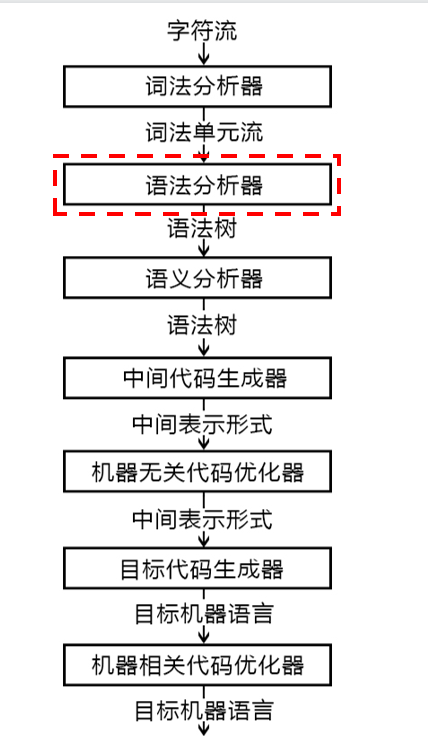 字符流
词法分析器
词法单元流
语法分析器
语法树
语义分析器
语法树
中间代码生成器
中间表示形式
机器无关代码优化器
中间表示形式
目标代码生成器
目标机器语言
机器相关代码优化器
目标机器语言